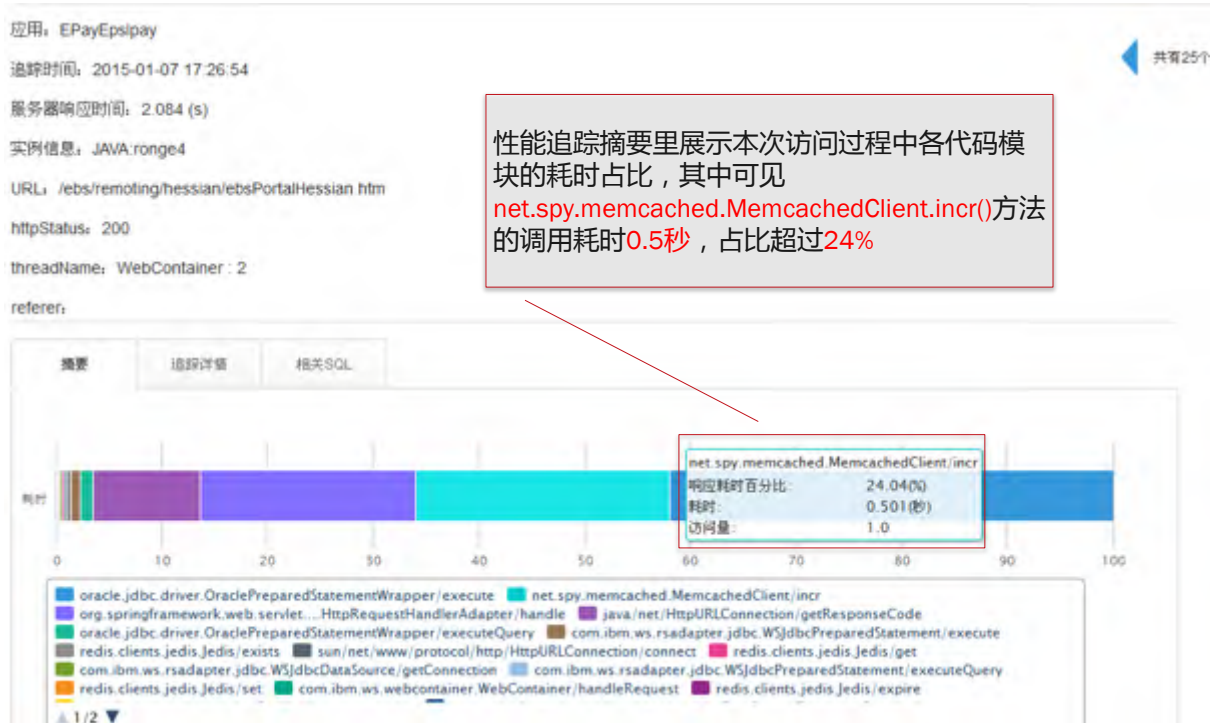 应用：EPayEpsipay
追踪时间：2015-01-07 17:26:54
共有25个
服务器响应时间：2.084 (s)
实例信息：JAVA:ronge4
URL：/ebs/remoting/hessian/ebsPortalHessian.htm
httpStatus：200
threadName：WebContainer : 2
referer：
性能追踪摘要里展示本次访问过程中各代码模
块的耗时占比，其中可见
net.spy.memcached.MemcachedClient.incr()方法
的调用耗时0.5秒，占比超过24%
摘要 追踪详情 相关SQL
net.spy.memcached.MemcachedClient/incr
响应耗时百分比: 24.04(%)
耗时: 0.501(秒)
访问量: 1.0
耗时
0 10 20 30 40 50 60 70 80 90 100
oracle.jdbc.driver.OraclePreparedStatementWrapper/execute net.spy.memcached.MemcachedClient/incr
org.springframework.web.servlet....HttpRequestHandlerAdapter/handle java/net/HttpURLConnection/getResponseCode
oracle.jdbc.driver.OraclePreparedStatementWrapper/executeQuery com.ibm.ws.rsadapter.jdbc.WSJdbcPreparedStatement/execute
redis.clients.jedis.Jedis/exists sun/net/www/protocol/http/HttpURLConnection/connect redis.clients.jedis.Jedis/get
com.ibm.ws.rsadapter.jdbc.WSJdbcDataSource/getConnection com.ibm.ws.rsadapter.jdbc.WSJdbcPreparedStatement/executeQuery
redis.clients.jedis.Jedis/set com.ibm.ws.webcontainer.WebContainer/handleRequest redis.clients.jedis.Jedis/expire
1/2